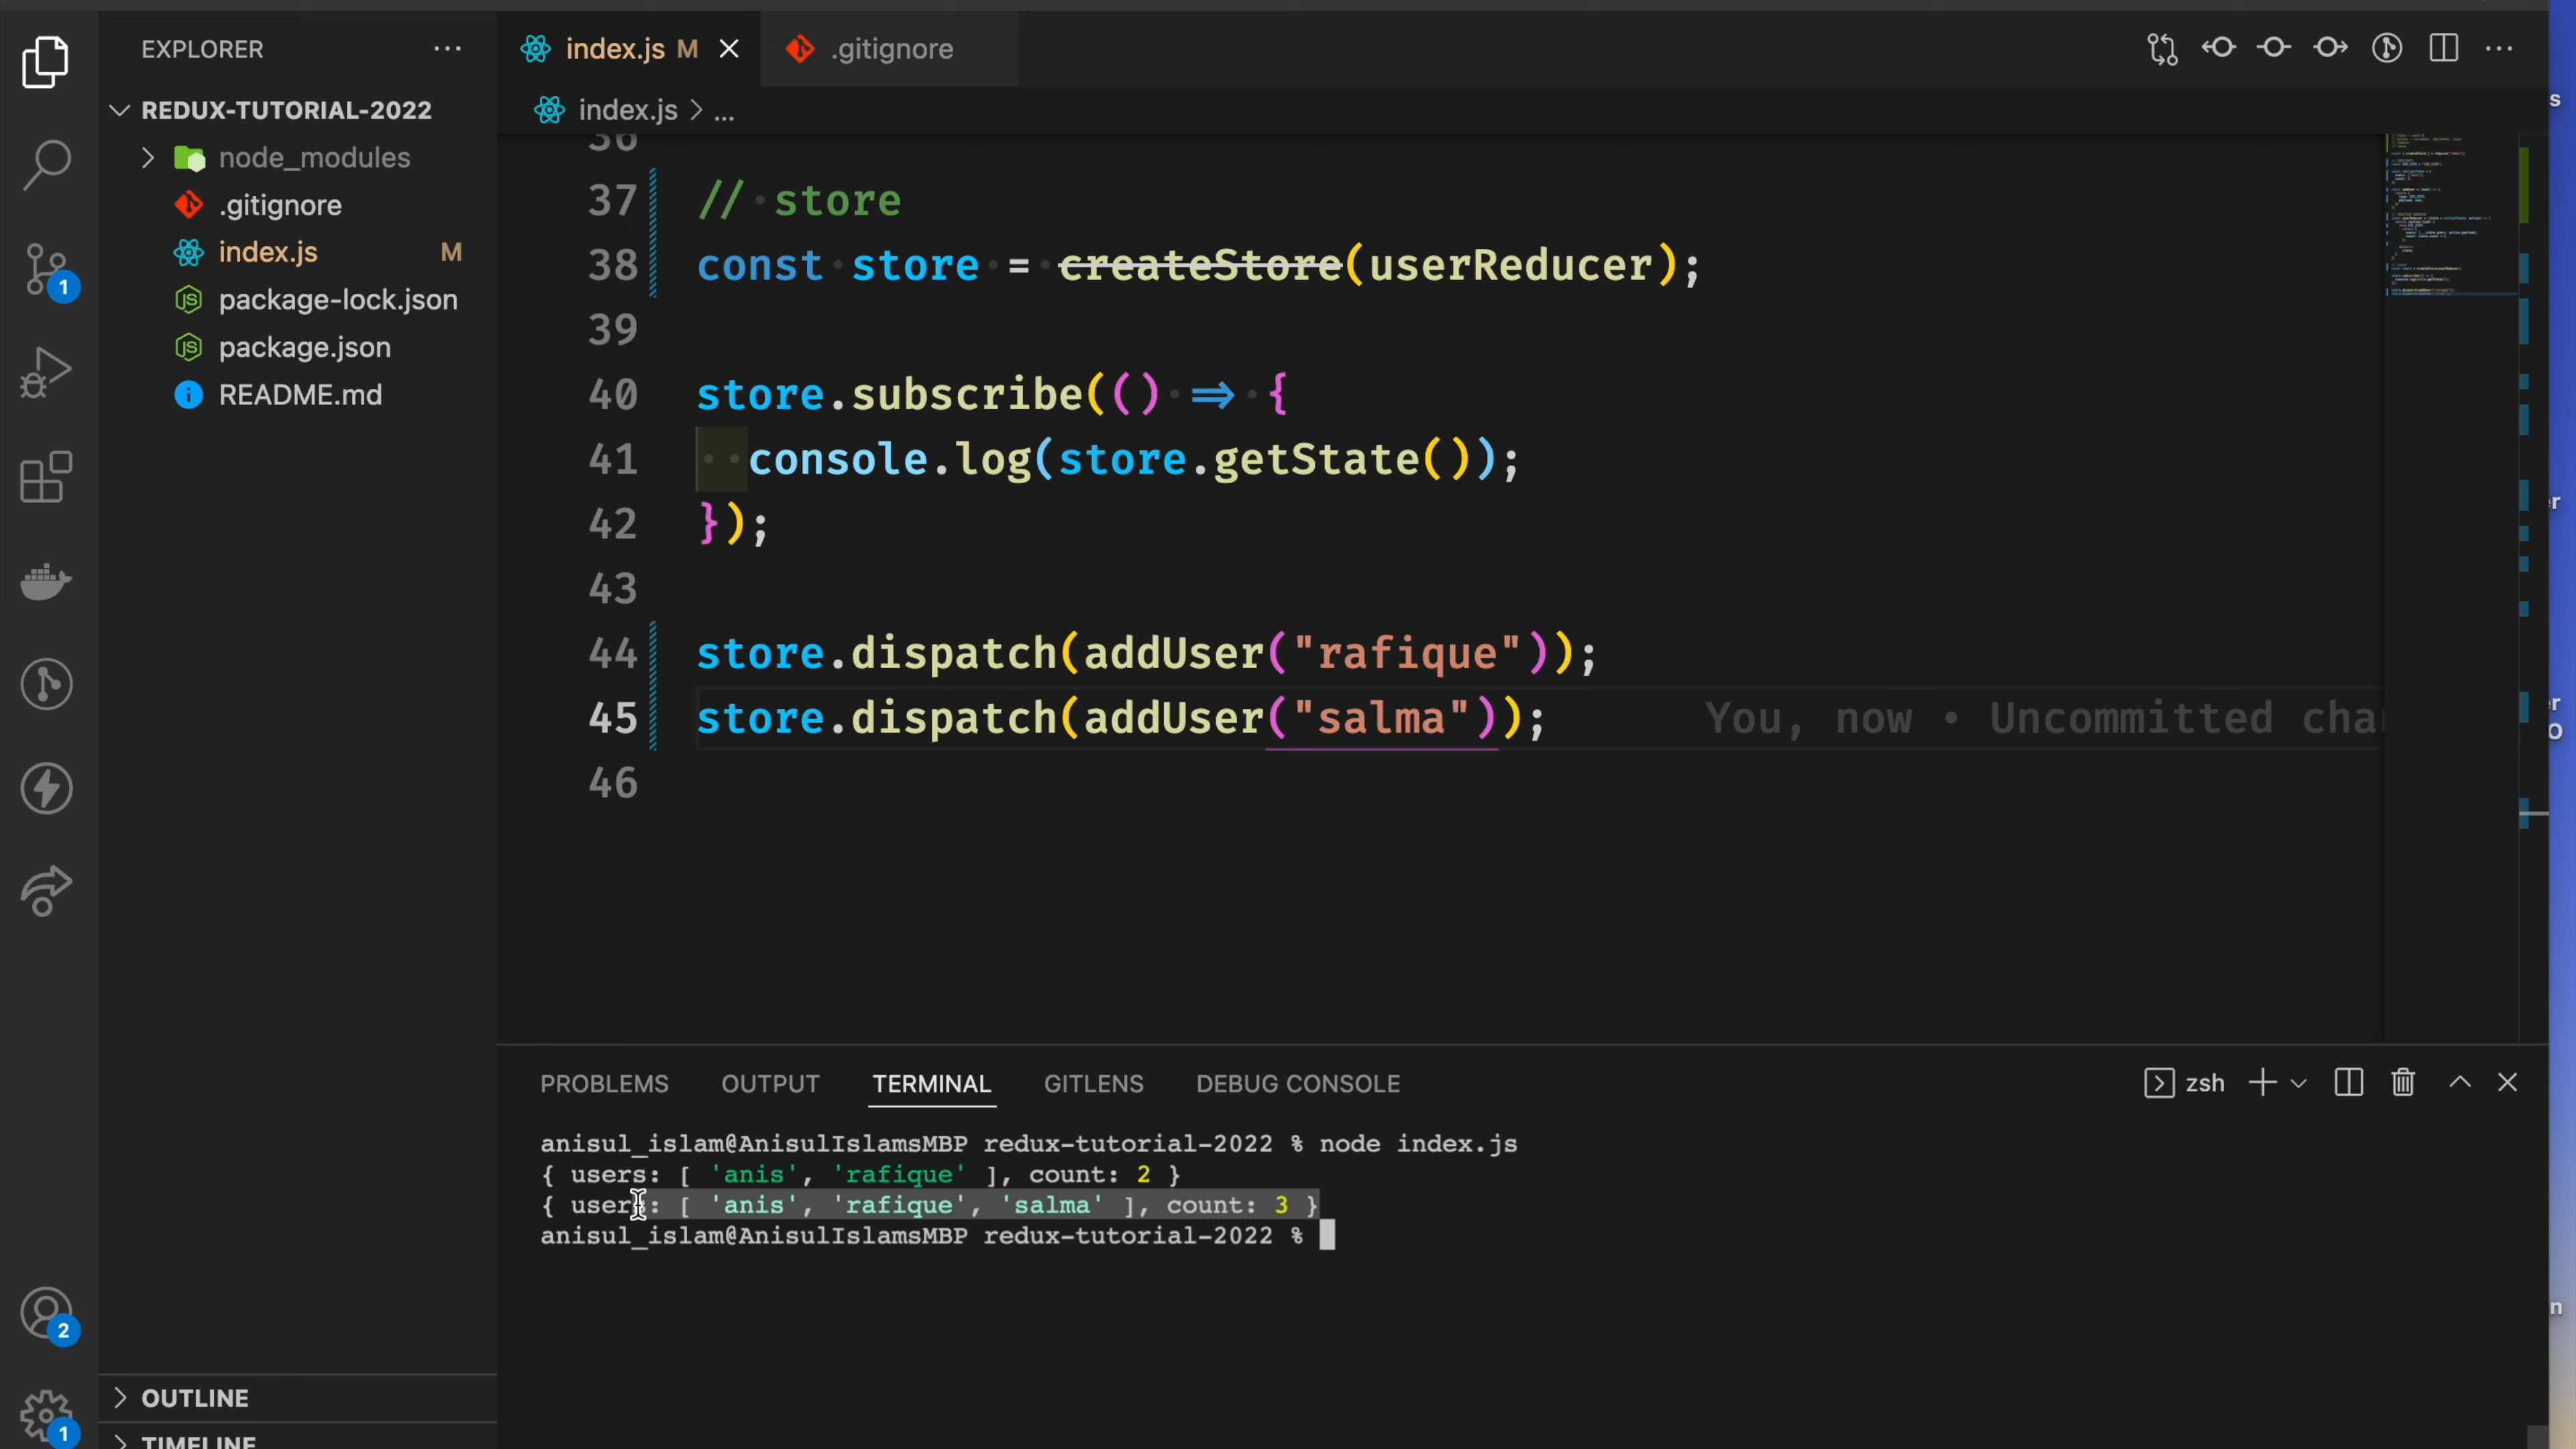 EXPLORER
REDUX-TUTORIAL-2022
node_modules
.gitignore
index.js M
package-lock.json
package.json
README.md
OUTLINE
TIMELINE
1
2
1
index.js M
.gitignore
index.js > ...
36
37 // store
38 const store = createStore(userReducer);
39
40 store.subscribe(() => {
41 console.log(store.getState());
42 });
43
44 store.dispatch(addUser("rafique"));
45 store.dispatch(addUser("salma")); You, now • Uncommitted cha
46
PROBLEMS OUTPUT TERMINAL GITLENS DEBUG CONSOLE
zsh
anisul_islam@AnisulIslamsMBP redux-tutorial-2022 % node index.js
{ users: [ 'anis', 'rafique' ], count: 2 }
{ users: [ 'anis', 'rafique', 'salma' ], count: 3 }
anisul_islam@AnisulIslamsMBP redux-tutorial-2022 %